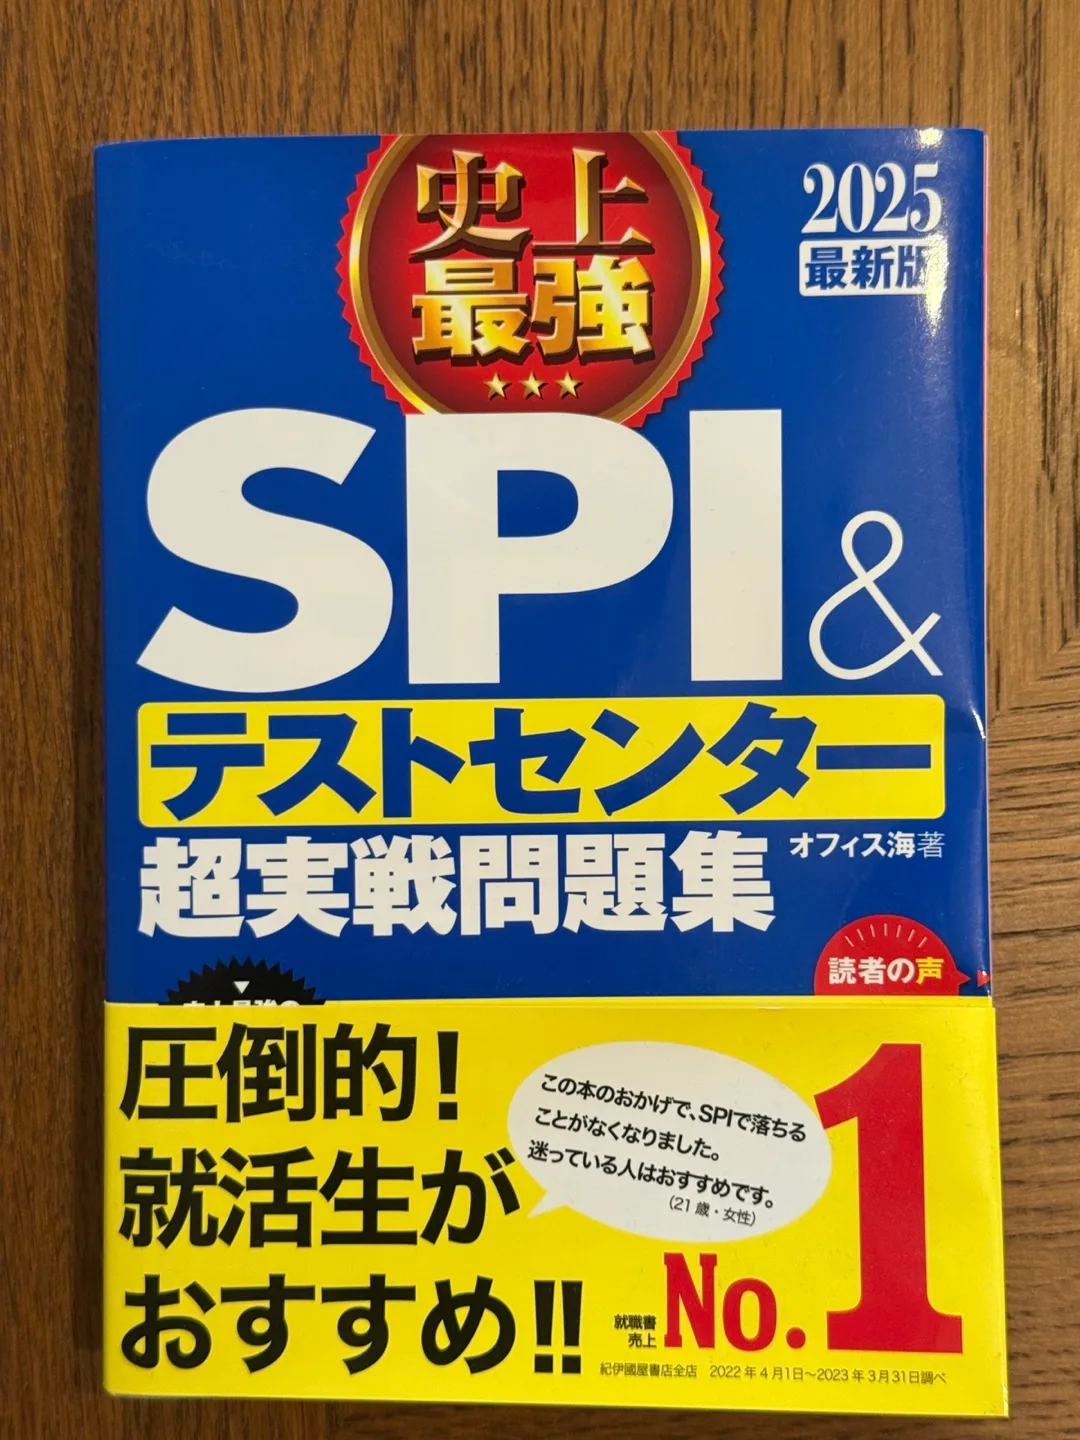 史上
最強
2025
最新版
SPI&
テストセンター
超実戦問題集
オフィス海著
読者の声
圧倒的!
就活生が
おすすめ!!
この本のおかげで、SPIで落ちる
ことがなくなりました。
迷っている人はおすすめです。
(21歳・女性)
就職書
売上
No.1
紀伊國屋書店全店 2022年4月1日〜2023年3月31日調べ